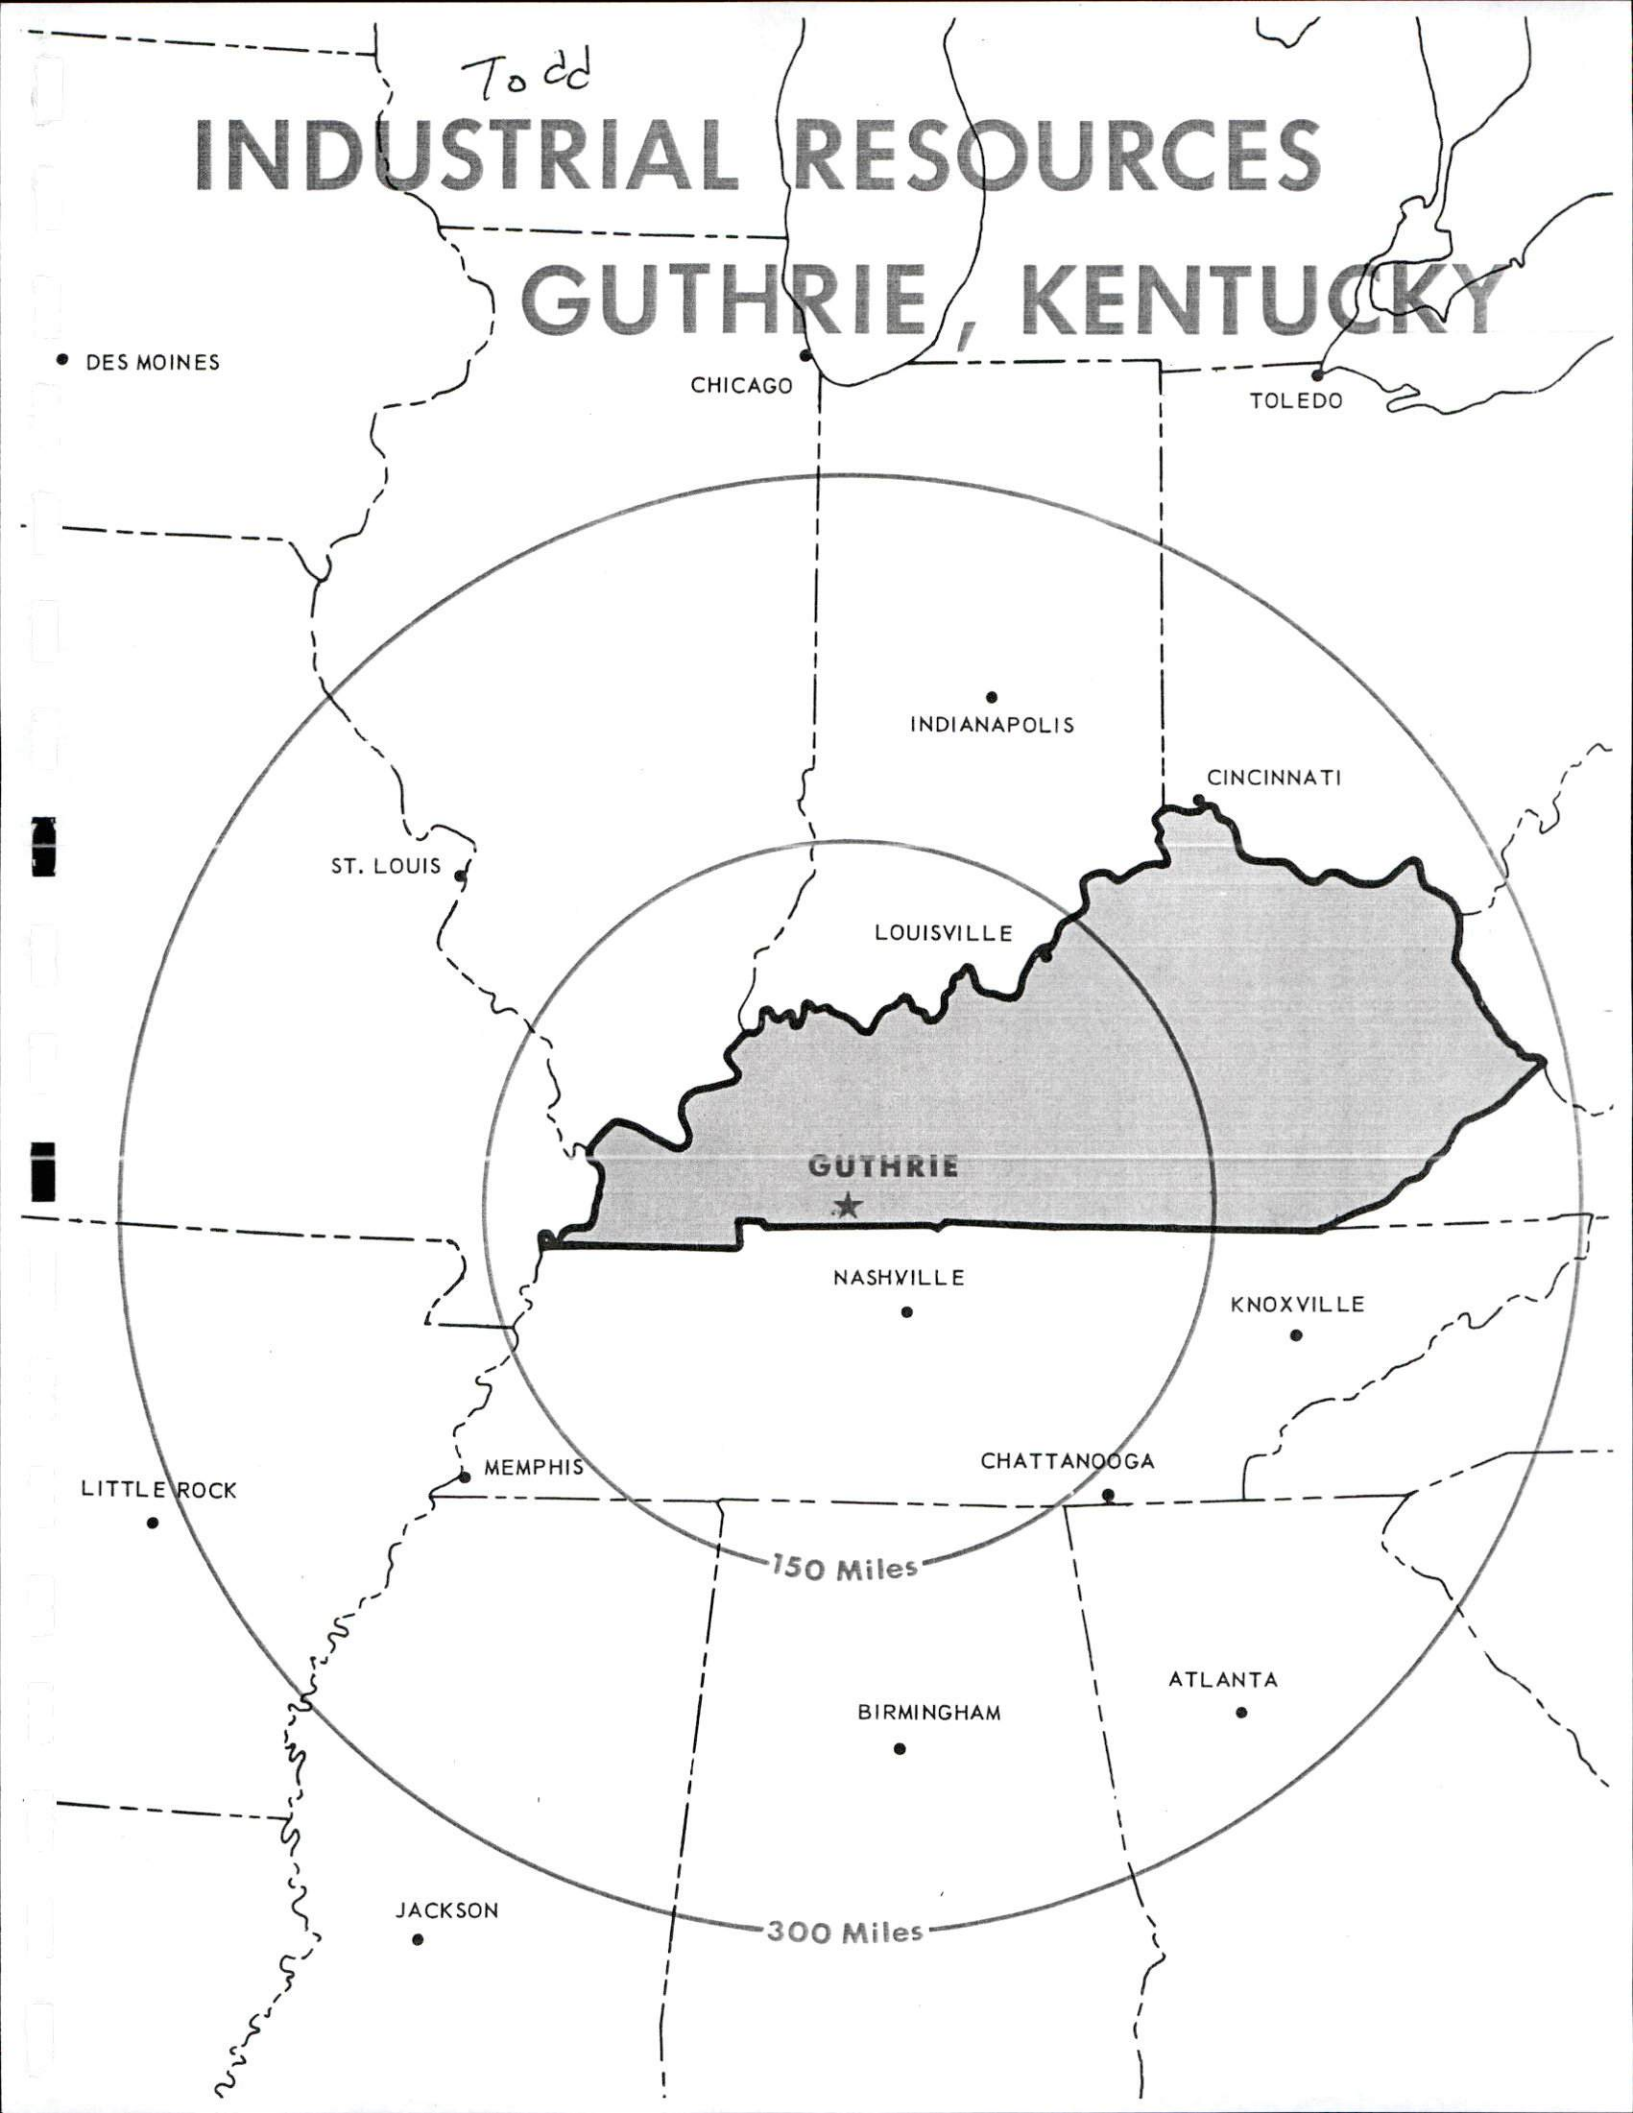 Todd
INDUSTRIAL RESOURCES
GUTHRIE, KENTUCKY
DES MOINES
CHICAGO
TOLEDO
INDIANAPOLIS
CINCINNATI
ST. LOUIS
LOUISVILLE
GUTHRIE
NASHVILLE
KNOXVILLE
MEMPHIS
CHATTANOOGA
LITTLE ROCK
150 Miles
ATLANTA
BIRMINGHAM
JACKSON
300 Miles